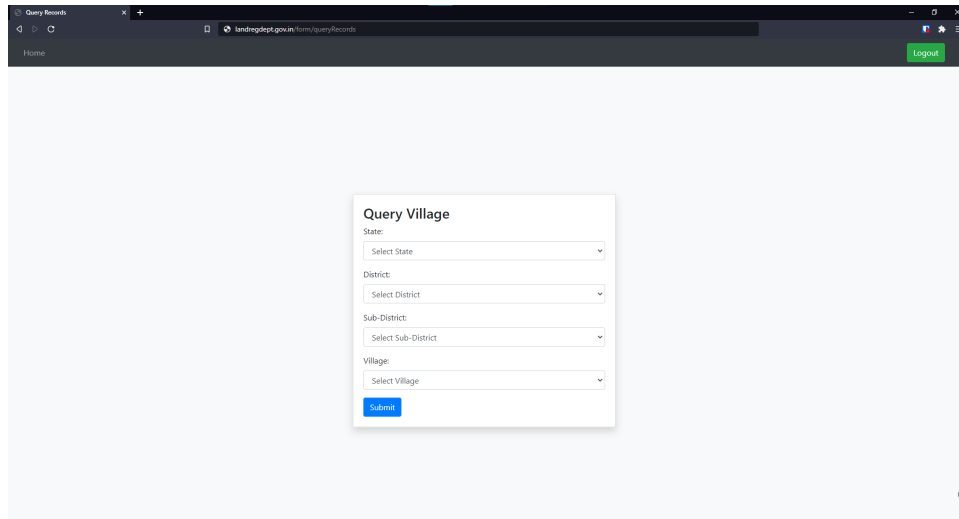 Query Records
landregdept.gov.in/form/queryRecords
Home
Logout
Query Village
State:
Select State
District:
Select District
Sub-District:
Select Sub-District
Village:
Select Village
Submit